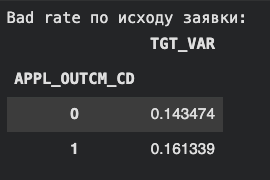 Bad rate по исходу заявки:
TGT_VAR
APPL_OUTCM_CD
0 0.143474
1 0.161339